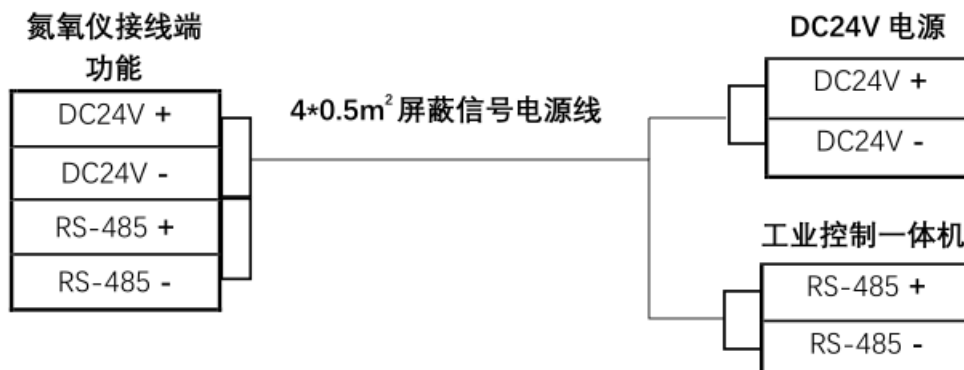 氮氧仪接线端
功能
DC24V +
DC24V -
RS-485 +
RS-485 -
4*0.5m² 屏蔽信号电源线
DC24V 电源
DC24V +
DC24V -
工业控制一体机
RS-485 +
RS-485 -